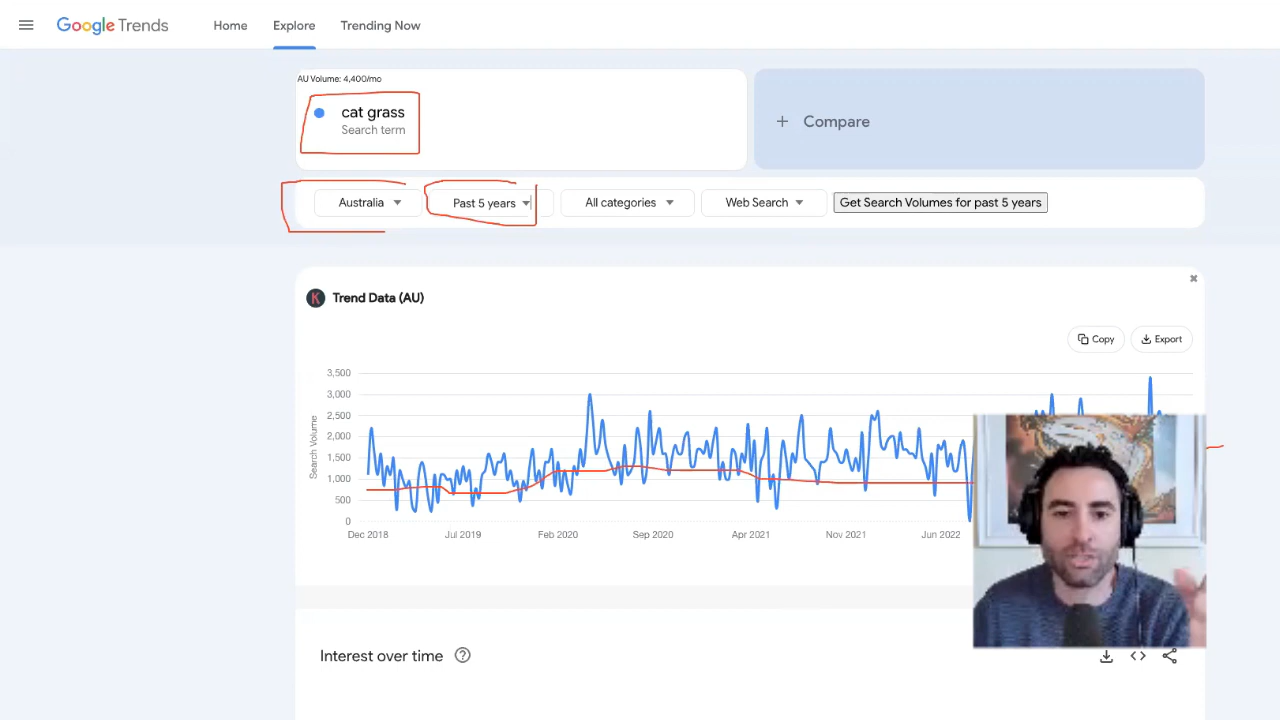 Google Trends Home Explore Trending Now
AU Volume: 4,400/mo
cat grass
Search term
+ Compare
Australia Past 5 years All categories Web Search Get Search Volumes for past 5 years
K Trend Data (AU)
Copy Export
3,500
3,000
2,500
2,000
1,500
1,000
500
0
Search Volume
Dec 2018 Jul 2019 Feb 2020 Sep 2020 Apr 2021 Nov 2021 Jun 2022
Interest over time ?